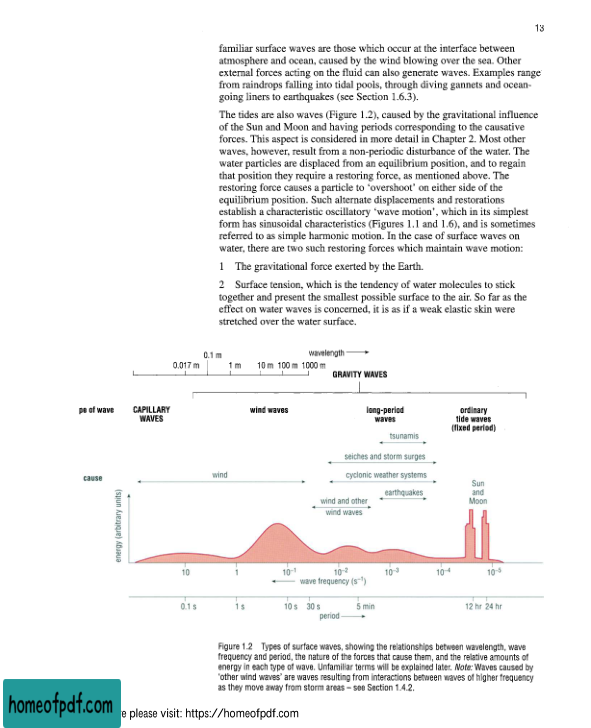 13
familiar surface waves are those which occur at the interface between
atmosphere and ocean, caused by the wind blowing over the sea. Other
external forces acting on the fluid can also generate waves. Examples range
from raindrops falling into tidal pools, through diving gannets and ocean-
going liners to earthquakes (see Section 1.6.3).
The tides are also waves (Figure 1.2), caused by the gravitational influence
of the Sun and Moon and having periods corresponding to the causative
forces. This aspect is considered in more detail in Chapter 2. Most other
waves, however, result from a non-periodic disturbance of the water. The
water particles are displaced from an equilibrium position, and to regain
that position they require a restoring force, as mentioned above. The
restoring force causes a particle to ‘overshoot’ on either side of the
equilibrium position. Such alternate displacements and restorations
establish a characteristic oscillatory ‘wave motion’, which in its simplest
form has sinusoidal characteristics (Figures 1.1 and 1.6), and is sometimes
referred to as simple harmonic motion. In the case of surface waves on
water, there are two such restoring forces which maintain wave motion:
1 The gravitational force exerted by the Earth.
2 Surface tension, which is the tendency of water molecules to stick
together and present the smallest possible surface to the air. So far as the
effect on water waves is concerned, it is as if a weak elastic skin were
stretched over the water surface.
0.1 m wavelength
0.017 m 1 m 10 m 100 m 1000 m
GRAVITY WAVES
pe of wave CAPILLARY wind waves long-period ordinary
WAVES waves tide waves
(fixed period)
tsunamis
seiches and storm surges
cause wind cyclonic weather systems Sun
earthquakes and
wind and other Moon
wind waves
energy (arbitrary units)
10 1 10⁻¹ 10⁻² 10⁻³ 10⁻⁴ 10⁻⁵
wave frequency (s⁻¹)
0.1 s 1 s 10 s 30 s 5 min 12 hr 24 hr
period
Figure 1.2 Types of surface waves, showing the relationships between wavelength, wave
frequency and period, the nature of the forces that cause them, and the relative amounts of
energy in each type of wave. Unfamiliar terms will be explained later. Note: Waves caused by
‘other wind waves’ are waves resulting from interactions between waves of higher frequency
as they move away from storm areas – see Section 1.4.2.
homeofpdf.com
e please visit: https://homeofpdf.com